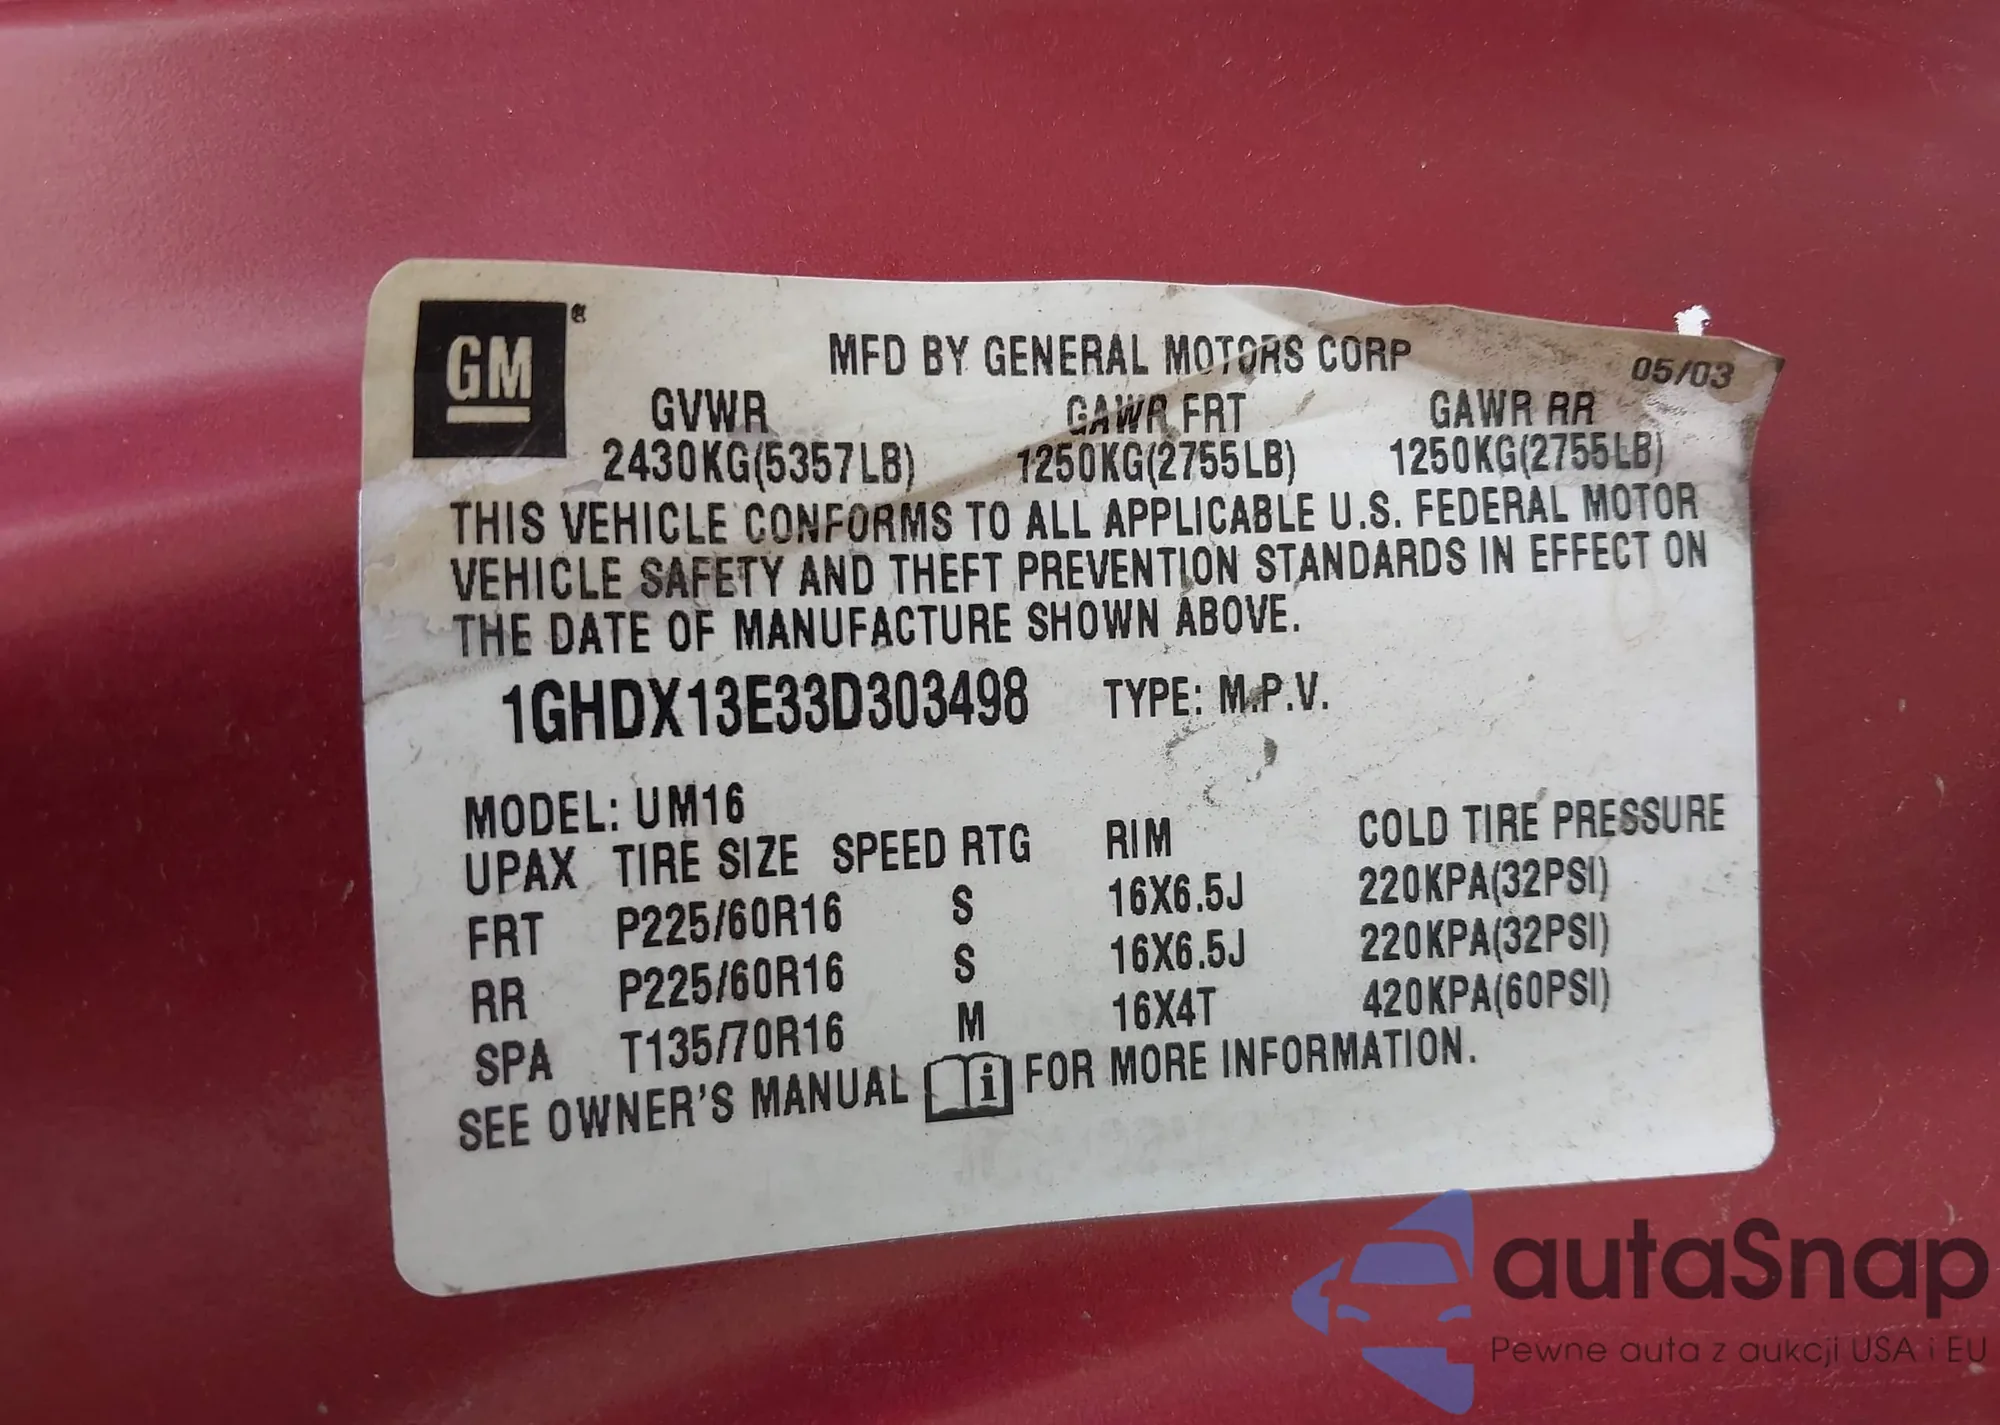 GM®
MFD BY GENERAL MOTORS CORP 05/03
GVWR GAWR FRT GAWR RR
2430KG(5357LB) 1250KG(2755LB) 1250KG(2755LB)
THIS VEHICLE CONFORMS TO ALL APPLICABLE U.S. FEDERAL MOTOR
VEHICLE SAFETY AND THEFT PREVENTION STANDARDS IN EFFECT ON
THE DATE OF MANUFACTURE SHOWN ABOVE.
1GHDX13E33D303498 TYPE: M.P.V.
MODEL: UM16
UPAX TIRE SIZE SPEED RTG RIM COLD TIRE PRESSURE
FRT P225/60R16 S 16X6.5J 220KPA(32PSI)
RR P225/60R16 S 16X6.5J 220KPA(32PSI)
SPA T135/70R16 M 16X4T 420KPA(60PSI)
SEE OWNER'S MANUAL i FOR MORE INFORMATION.
autaSnap
Pewne auta z aukcji USA i EU